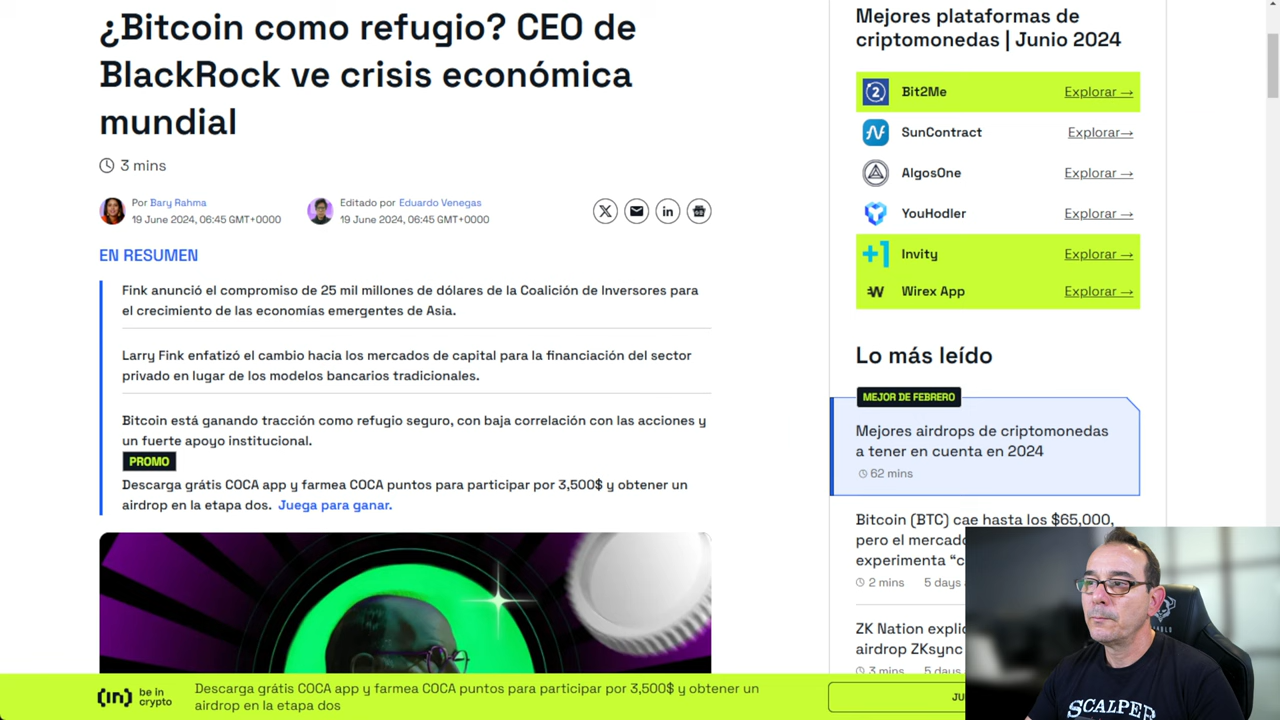 ¿Bitcoin como refugio? CEO de
BlackRock ve crisis económica
mundial
3 mins
Por Bary Rahma
19 June 2024, 06:45 GMT+0000
Editado por Eduardo Venegas
19 June 2024, 06:45 GMT+0000
EN RESUMEN
Fink anunció el compromiso de 25 mil millones de dólares de la Coalición de Inversores para
el crecimiento de las economías emergentes de Asia.
Larry Fink enfatizó el cambio hacia los mercados de capital para la financiación del sector
privado en lugar de los modelos bancarios tradicionales.
Bitcoin está ganando tracción como refugio seguro, con baja correlación con las acciones y
un fuerte apoyo institucional.
PROMO
Descarga grátis COCA app y farmea COCA puntos para participar por 3,500$ y obtener un
airdrop en la etapa dos. Juega para ganar.
Mejores plataformas de
criptomonedas | Junio 2024
Bit2Me Explorar →
SunContract Explorar→
AlgosOne Explorar →
YouHodler Explorar →
Invity Explorar →
Wirex App Explorar →
Lo más leído
MEJOR DE FEBRERO
Mejores airdrops de criptomonedas
a tener en cuenta en 2024
62 mins
Bitcoin (BTC) cae hasta los $65,000,
pero el mercado
experimenta “c
2 mins 5 days
ZK Nation explic
airdrop ZKsync
3 mins 5 days
(in) be in
crypto
Descarga grátis COCA app y farmea COCA puntos para participar por 3,500$ y obtener un
airdrop en la etapa dos
JU
SCALPER